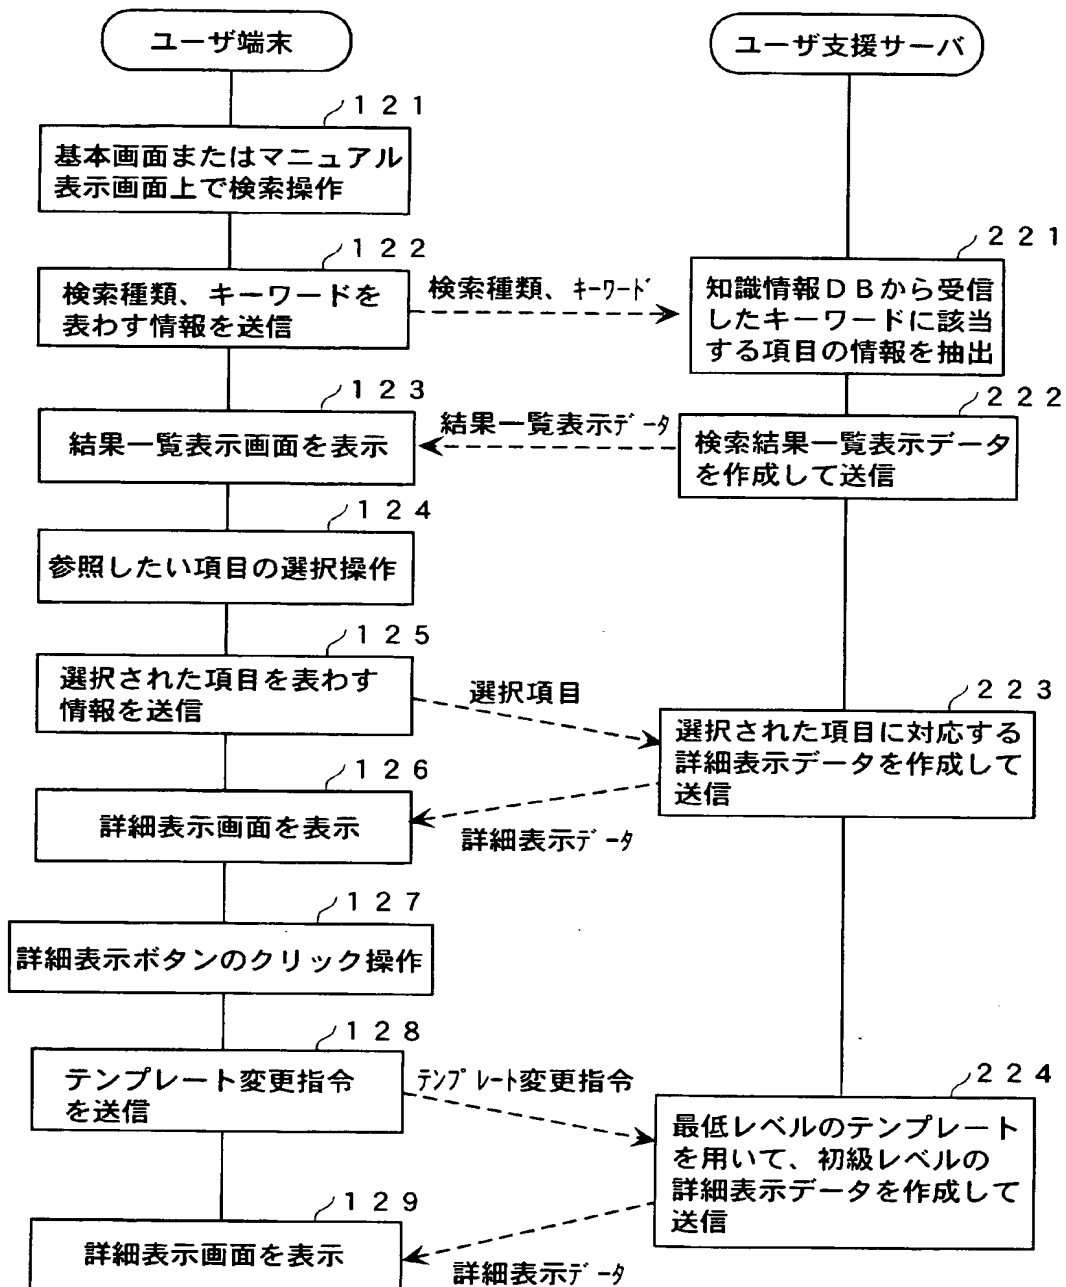 ユーザ端末
ユーザ支援サーバ
121
基本画面またはマニュアル
表示画面上で検索操作
122
検索種類、キーワードを
表わす情報を送信
検索種類、キーワード
221
知識情報DBから受信
したキーワードに該当
する項目の情報を抽出
123
結果一覧表示画面を表示
結果一覧表示データ
222
検索結果一覧表示データ
を作成して送信
124
参照したい項目の選択操作
125
選択された項目を表わす
情報を送信
選択項目
223
選択された項目に対応する
詳細表示データを作成して
送信
126
詳細表示画面を表示
詳細表示データ
127
詳細表示ボタンのクリック操作
128
テンプレート変更指令
を送信
テンプレート変更指令
224
最低レベルのテンプレート
を用いて、初級レベルの
詳細表示データを作成して
送信
129
詳細表示画面を表示
詳細表示データ